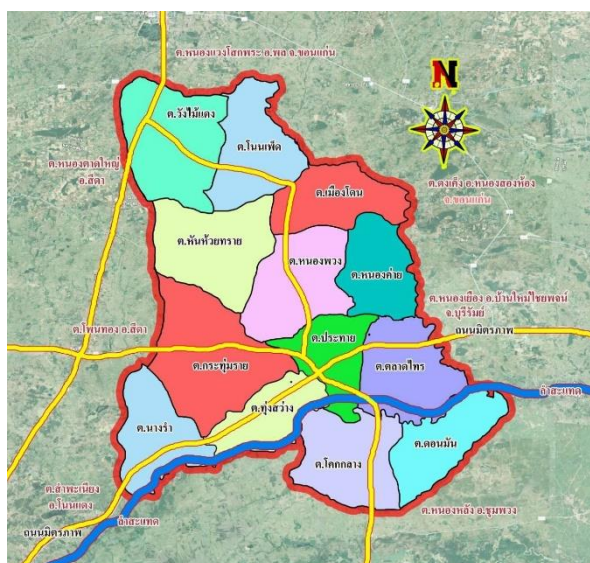 ต.หนองแวงโสกพระ อ.พล จ.ขอนแก่น
N
ต.วังไม้แดง
ต.โนนเพ็ด
ต.หนองตาดใหญ่
อ.สีดา
ต.เมืองโดน
ต.ดงเค็ง อ.หนองสองห้อง
จ.ขอนแก่น
ต.หันห้วยทราย
ต.หนองพวง
ต.หนองค่าย
ต.หนองเยือง อ.บ้านใหม่ไชยพจน์
จ.บุรีรัมย์
ถนนมิตรภาพ
ต.โพนทอง อ.สีดา
ต.ประทาย
ต.กระทุ่มราย
ต.ตลาดไทร
ลำสะแทด
ต.ทุ่งสว่าง
ต.นางรำ
ต.ดอนมัน
ต.โคกกลาง
ต.สำพะเนียง
อ.โนนแดง
ต.หนองหลัก อ.ชุมพวง
ลำสะแทด
ถนนมิตรภาพ